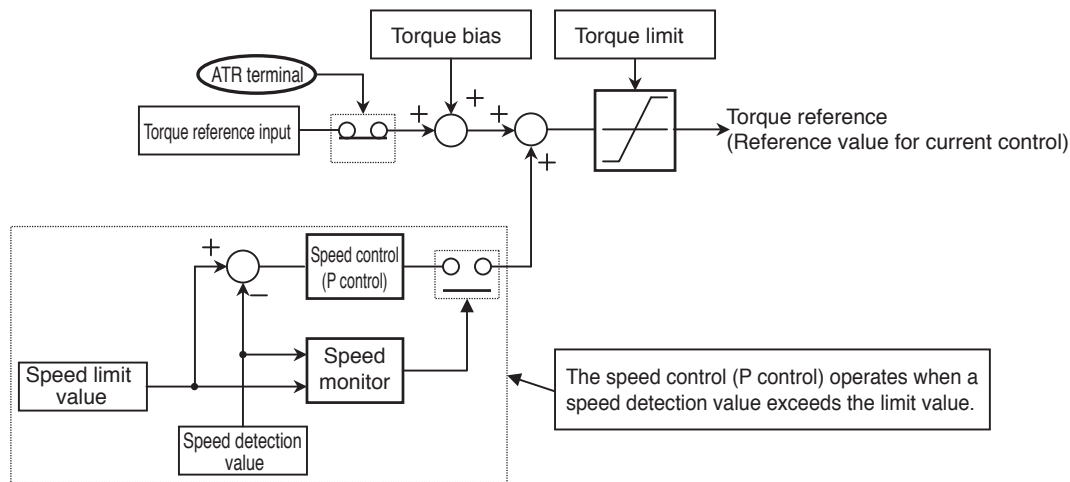 Torque bias
Torque limit
ATR terminal
+
+
+
Torque reference input
Torque reference
(Reference value for current control)
+
+
Speed control
(P control)
−
Speed limit
value
Speed
monitor
The speed control (P control) operates when a
speed detection value exceeds the limit value.
Speed detection
value